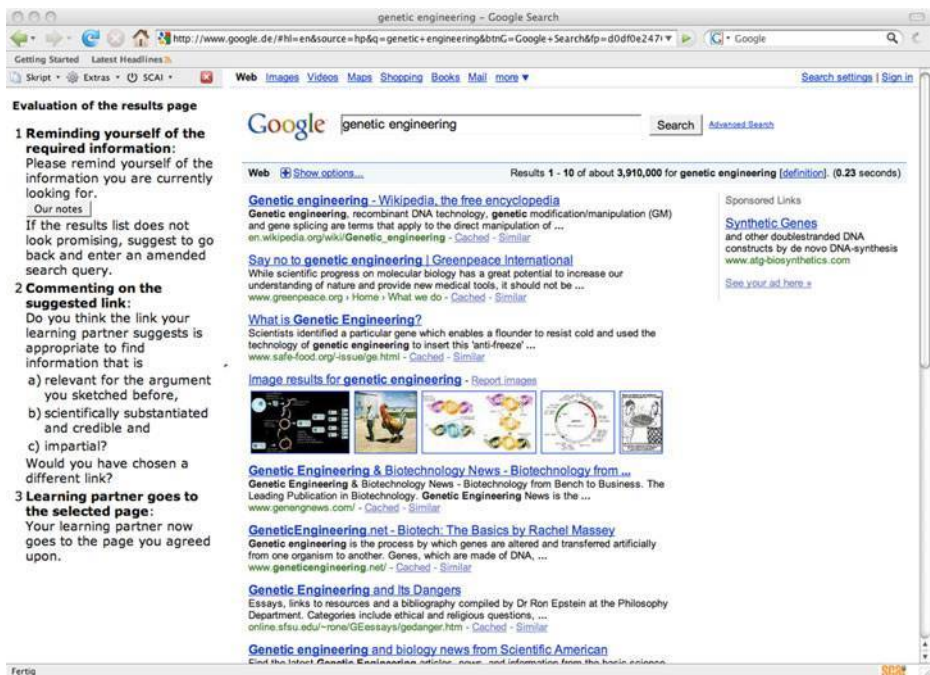 genetic engineering – Google Search
http://www.google.de/#hl=en&source=hp&q=genetic+engineering&btnG=Google+Search&fp=d0df0e247
Google
Getting Started Latest Headlines
Skript Extras SCAI
Web Images Videos Maps Shopping Books Mail more ▼
Search settings | Sign in
Evaluation of the results page
1 Reminding yourself of the
required information:
Please remind yourself of the
information you are currently
looking for.
Our notes
If the results list does not
look promising, suggest to go
back and enter an amended
search query.
2 Commenting on the
suggested link:
Do you think the link your
learning partner suggests is
appropriate to find
information that is
a) relevant for the argument
you sketched before,
b) scientifically substantiated
and credible and
c) impartial?
Would you have chosen a
different link?
3 Learning partner goes to
the selected page:
Your learning partner now
goes to the page you agreed
upon.
Google genetic engineering Search Advanced Search
Web Show options... Results 1 - 10 of about 3,910,000 for genetic engineering [definition]. (0.23 seconds)
Genetic engineering - Wikipedia, the free encyclopedia
Genetic engineering, recombinant DNA technology, genetic modification/manipulation (GM)
and gene splicing are terms that apply to the direct manipulation of ...
en.wikipedia.org/wiki/Genetic_engineering - Cached - Similar
Say no to genetic engineering | Greenpeace International
While scientific progress on molecular biology has a great potential to increase our
understanding of nature and provide new medical tools, it should not be ...
www.greenpeace.org › Home › What we do - Cached - Similar
What is Genetic Engineering?
Scientists identified a particular gene which enables a flounder to resist cold and used the
technology of genetic engineering to insert this 'anti-freeze' ...
www.safe-food.org/-issue/ge.html - Cached - Similar
Image results for genetic engineering - Report images
Genetic Engineering & Biotechnology News - Biotechnology from ...
Genetic Engineering & Biotechnology News - Biotechnology from Bench to Business. The
Leading Publication in Biotechnology. Genetic Engineering News is the ...
www.genengnews.com/ - Cached - Similar
GeneticEngineering.net - Biotech: The Basics by Rachel Massey
Genetic engineering is the process by which genes are altered and transferred artificially
from one organism to another. Genes, which are made of DNA, ...
www.geneticengineering.net/ - Cached - Similar
Genetic Engineering and Its Dangers
Essays, links to resources and a bibliography compiled by Dr Ron Epstein at the Philosophy
Department. Categories include ethical and religious questions, ...
online.sfsu.edu/~rone/GEessays/gedanger.htm - Cached - Similar
Genetic engineering and biology news from Scientific American
Find the latest Genetic Engineering articles, news, and information from the basic science
Sponsored Links
Synthetic Genes
and other doublestranded DNA
constructs by de novo DNA-synthesis
www.atg-biosynthetics.com
See your ad here »
Fertig